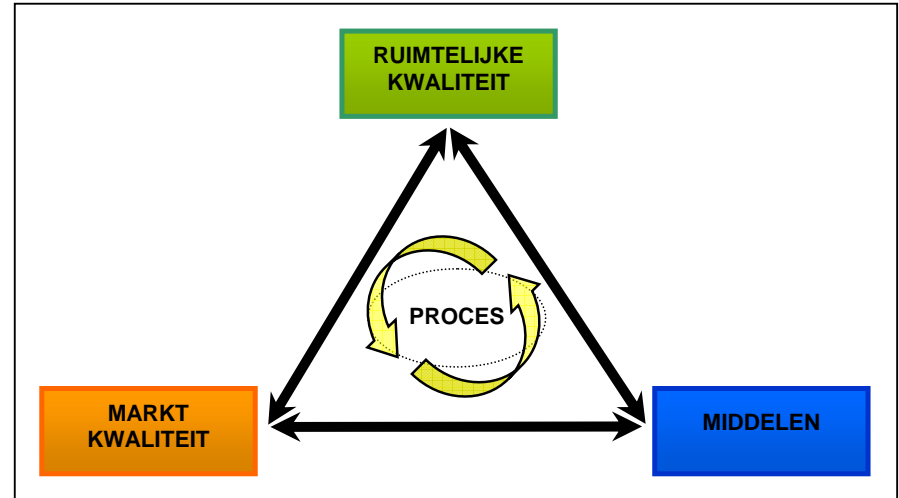 RUIMTELIJKE
KWALITEIT
PROCES
MARKT
KWALITEIT
MIDDELEN